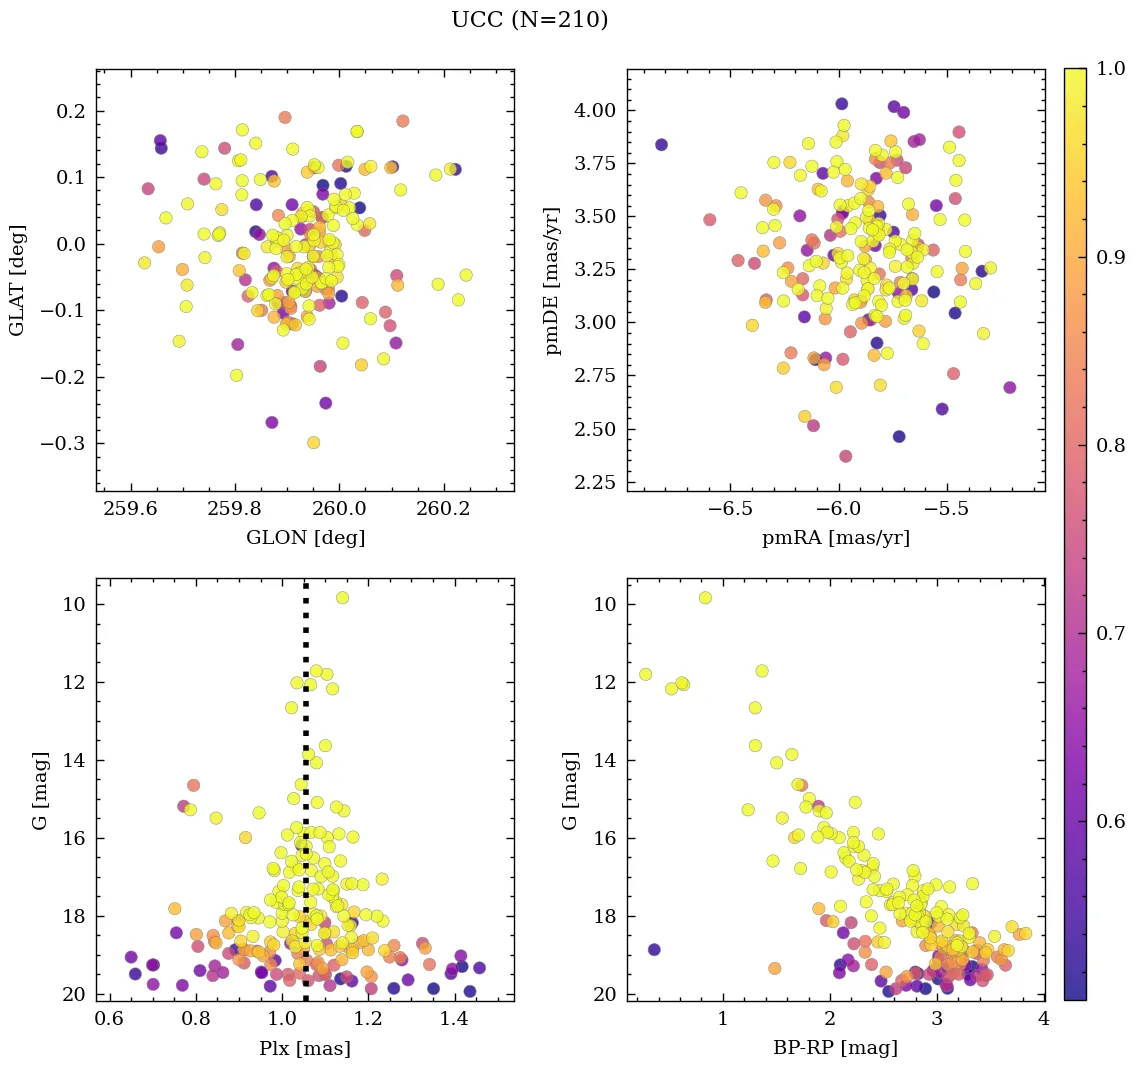 UCC (N=210)
0.2
0.1
0.0
−0.1
−0.2
−0.3
GLAT [deg]
259.6 259.8 260.0 260.2
GLON [deg]
4.00
3.75
3.50
3.25
3.00
2.75
2.50
2.25
pmDE [mas/yr]
−6.5 −6.0 −5.5
pmRA [mas/yr]
10
12
14
16
18
20
G [mag]
0.6 0.8 1.0 1.2 1.4
Plx [mas]
10
12
14
16
18
20
G [mag]
1 2 3 4
BP-RP [mag]
1.0
0.9
0.8
0.7
0.6